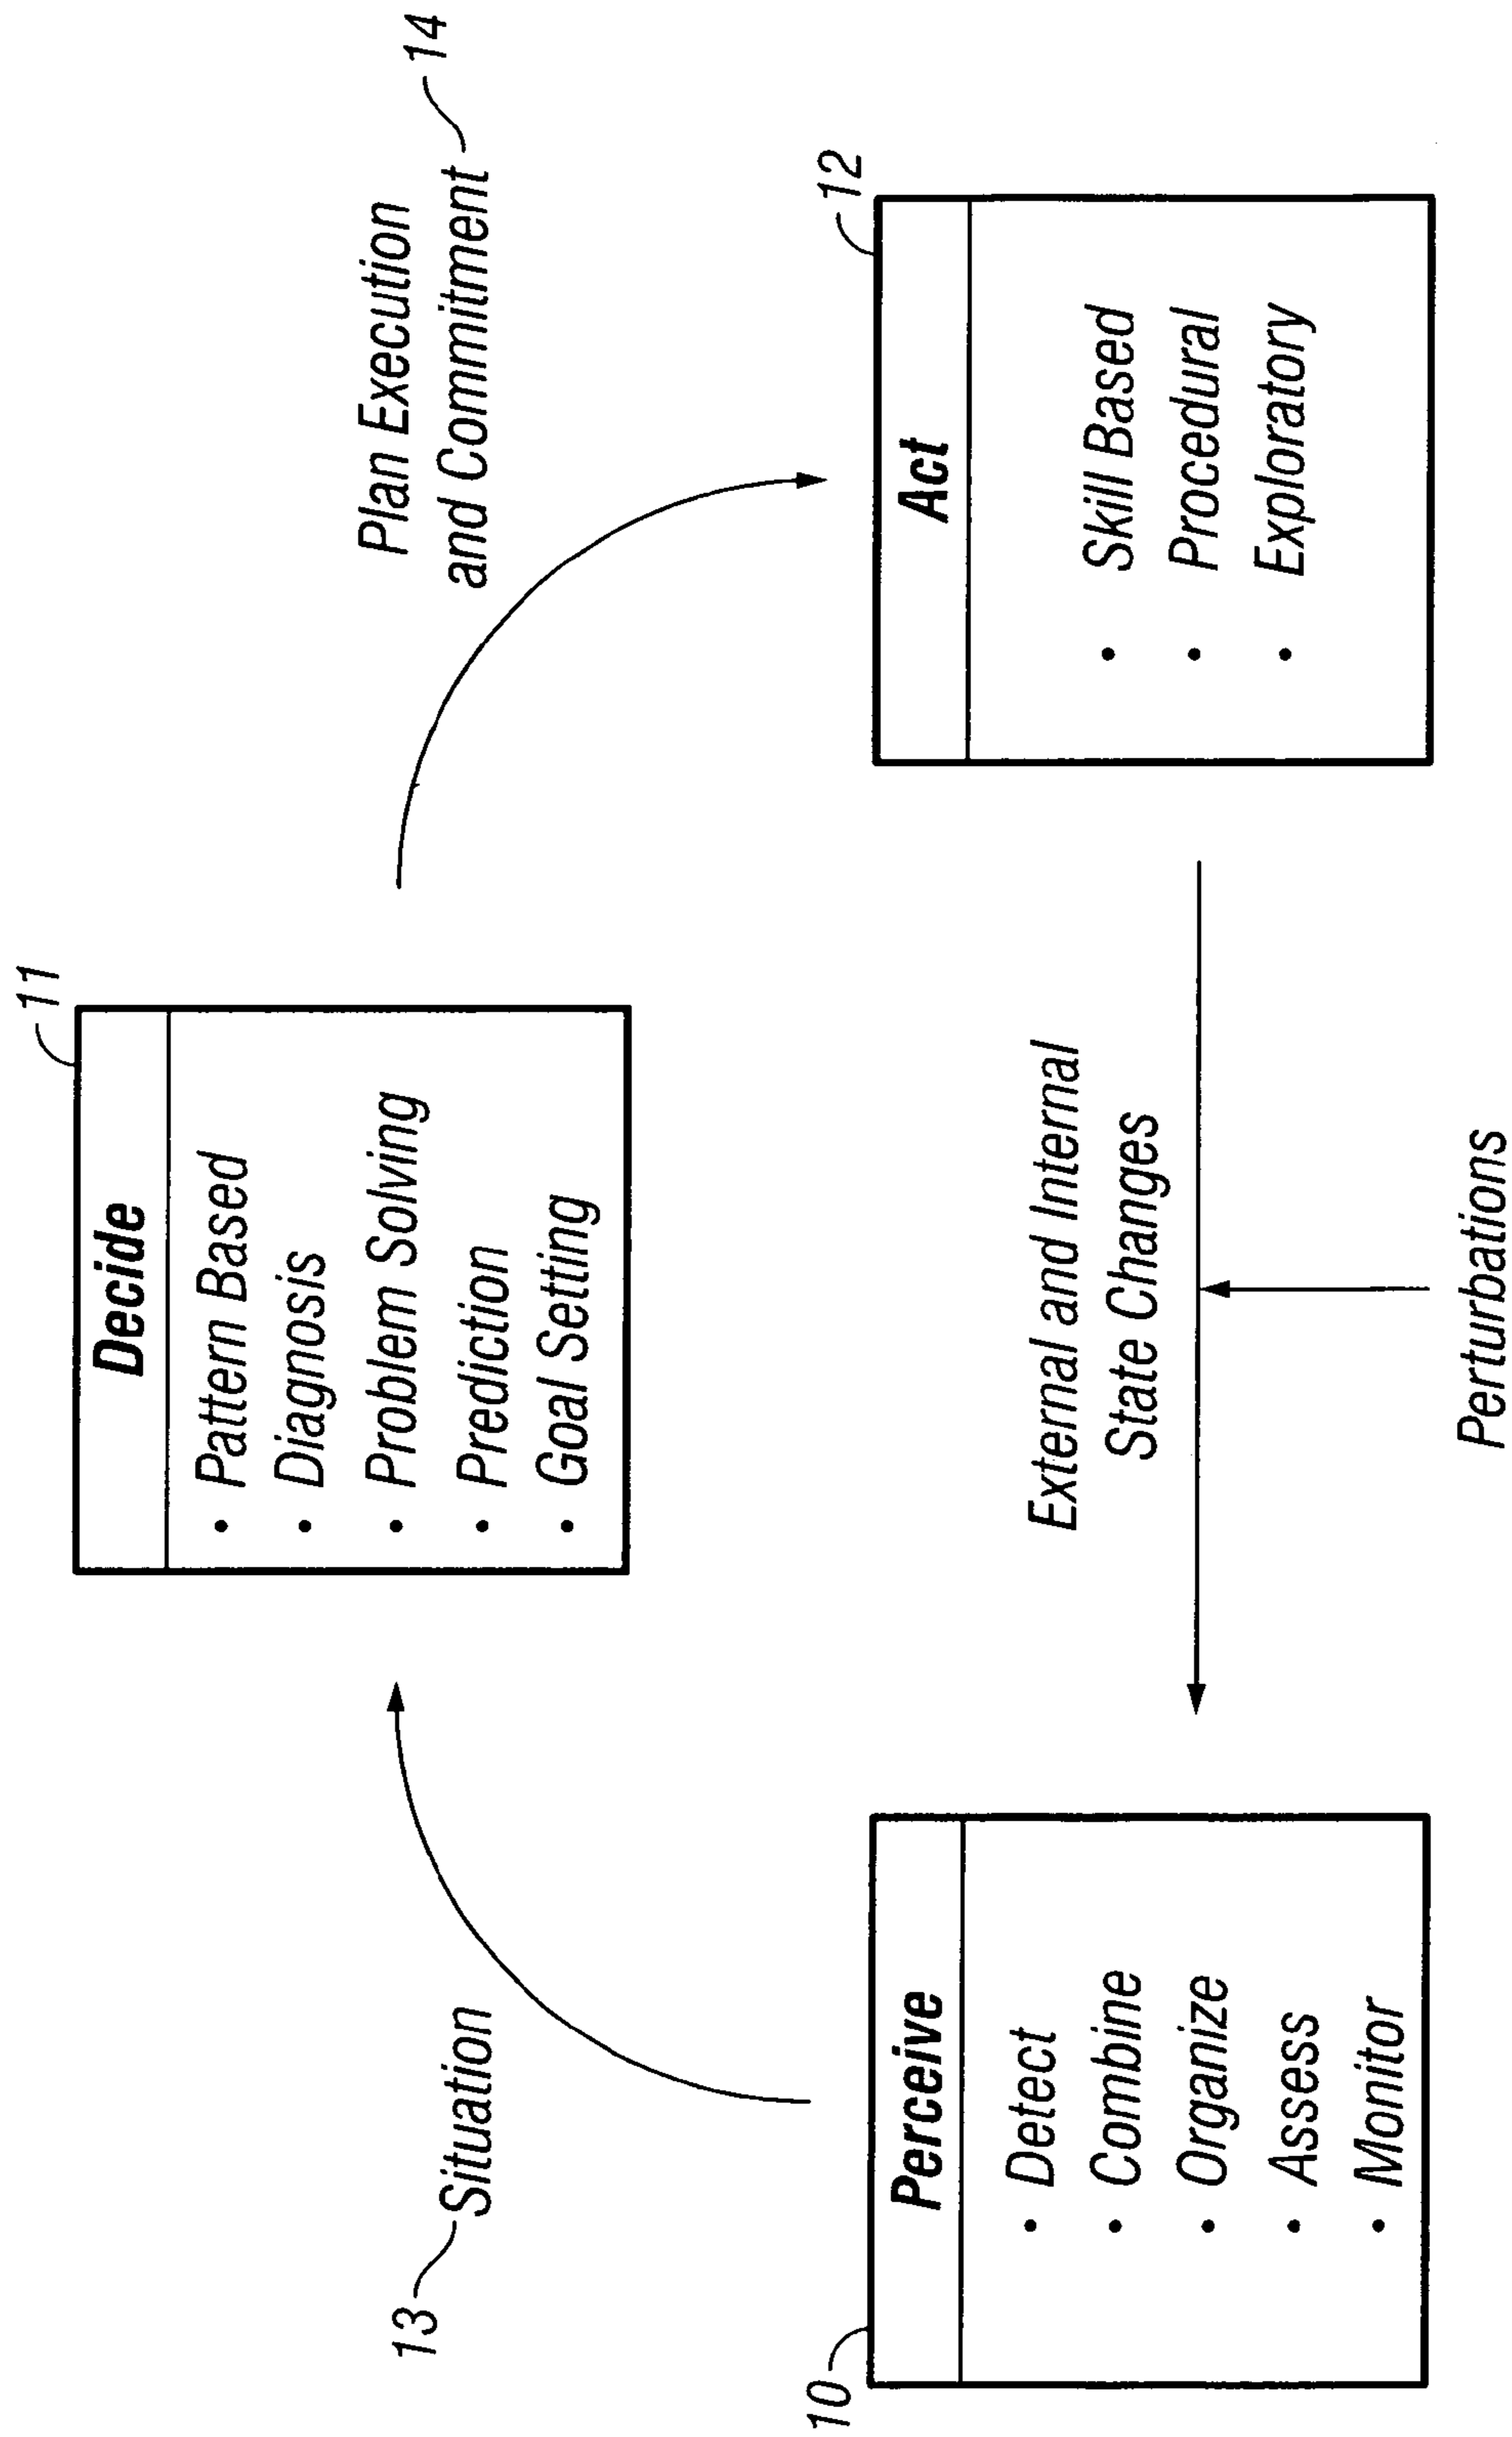 11
Decide
• Pattern Based
• Diagnosis
• Problem Solving
• Prediction
• Goal Setting
13
Situation
Plan Execution
and Commitment
14
10
Perceive
• Detect
• Combine
• Organize
• Assess
• Monitor
External and Internal
State Changes
Perturbations
12
Act
• Skill Based
• Procedural
• Exploratory